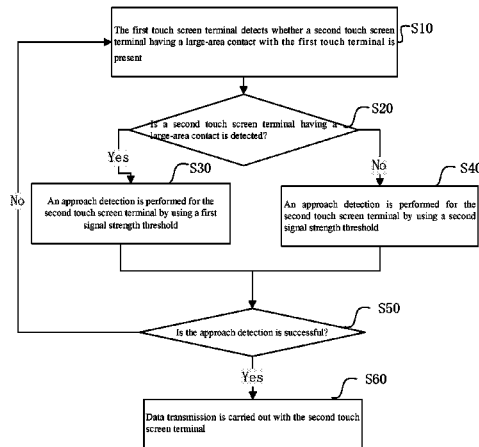 The first touch screen terminal detects whether a second touch screen
terminal having a large-area contact with the first touch terminal is
present
S10
Is a second touch screen terminal having a
large-area contact is detected?
S20
Yes
No
S30
An approach detection is performed for the
second touch screen terminal by using a first
signal strength threshold
S40
An approach detection is performed for the
second touch screen terminal by using a second
signal strength threshold
No
Is the approach detection is successful?
S50
Yes
S60
Data transmission is carried out with the second touch
screen terminal